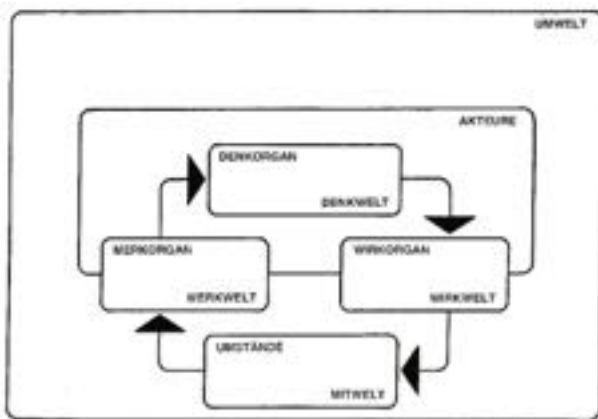 UMWELT
AKTEURE
DENKORGAN
DENKWELT
MERKORGAN
WIRKORGAN
MERKWELT
WIRKWELT
UMSTÄNDE
MITWELT